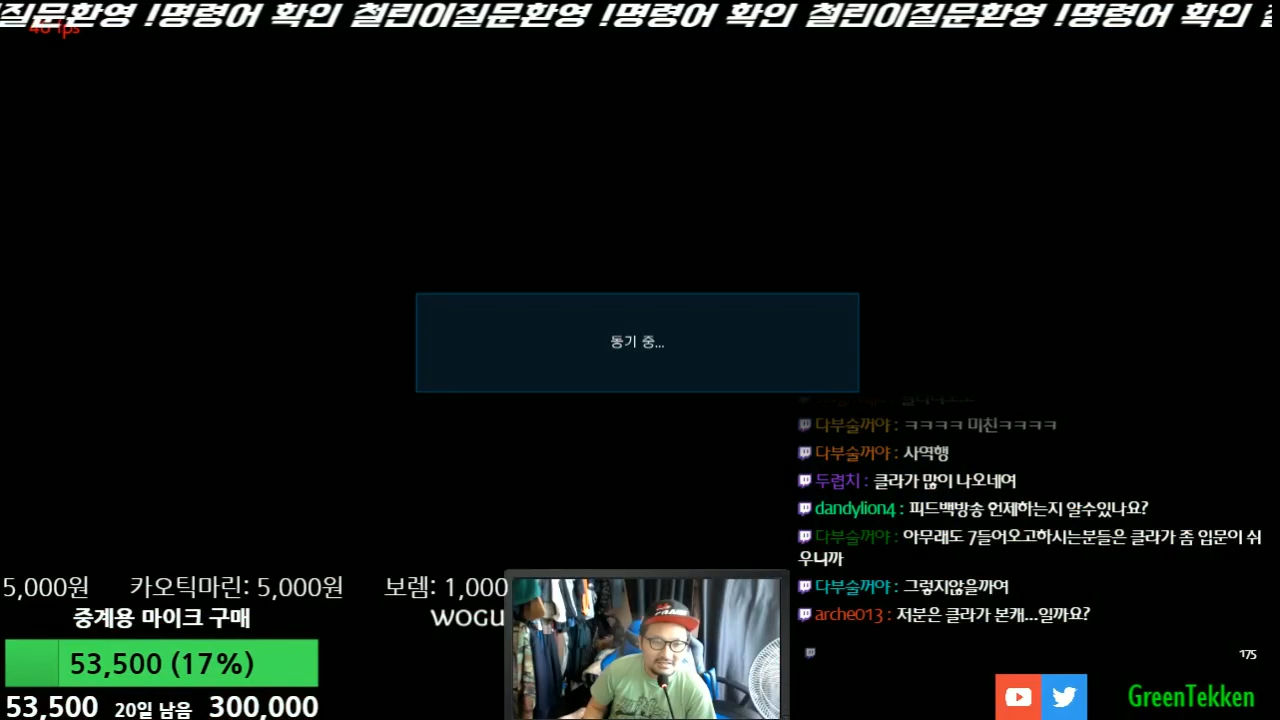 질문환영 !명령어 확인 철린이질문환영 !명령어 확인 철린이질문환영 !명령어 확인
fps
동기 중...
다부술꺼야 : ㅋㅋㅋㅋ 미친ㅋㅋㅋㅋ
다부술꺼야 : 사역행
두렵치 : 클라가 많이 나오네여
dandylion4 : 피드백방송 언제하는지 알수있나요?
다부술꺼야 : 아무래도 7들어오고하시는분들은 클라가 좀 입문이 쉬
우니까
다부술꺼야 : 그렇지않을까여
arche013 : 저분은 클라가 본캐...일까요?
175
5,000원 카오틱마린: 5,000원 보렘: 1,000
중계용 마이크 구매
WOGU
53,500 (17%)
53,500 20일 남음 300,000
GreenTekken